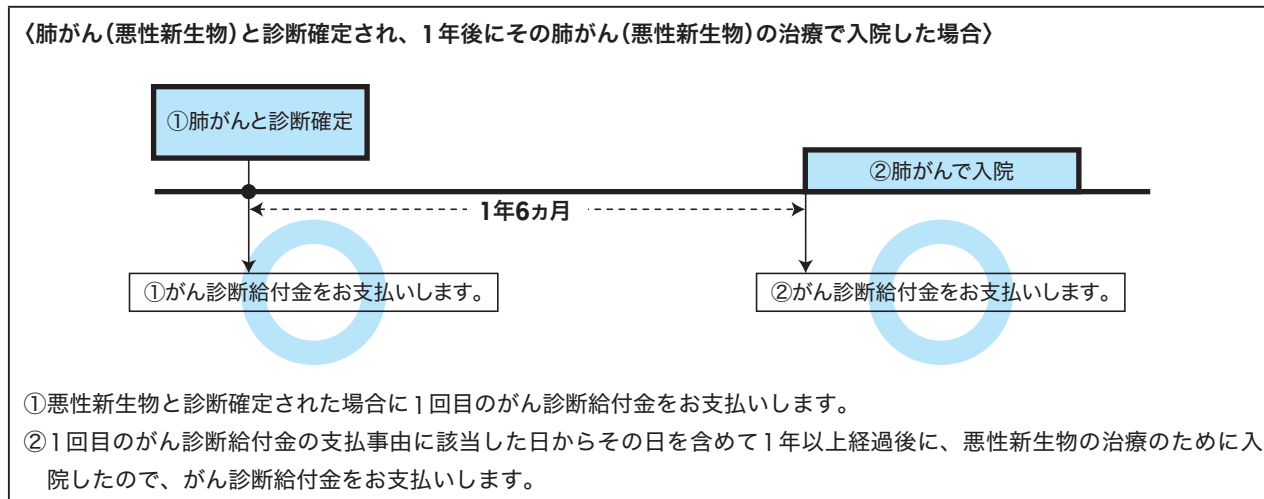 〈肺がん（悪性新生物）と診断確定され、1年後にその肺がん（悪性新生物）の治療で入院した場合〉
①肺がんと診断確定
②肺がんで入院
1年6ヵ月
①がん診断給付金をお支払いします。
②がん診断給付金をお支払いします。
①悪性新生物と診断確定された場合に1回目のがん診断給付金をお支払いします。
②1回目のがん診断給付金の支払事由に該当した日からその日を含めて1年以上経過後に、悪性新生物の治療のために入
院したので、がん診断給付金をお支払いします。